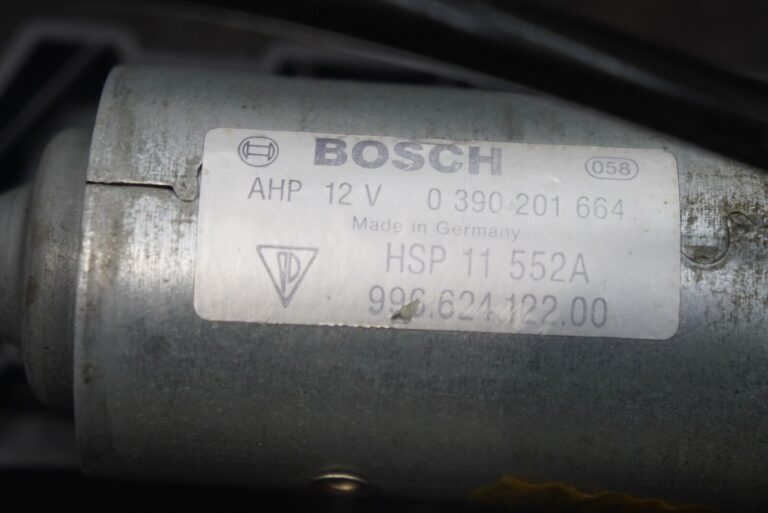 BOSCH 058
AHP 12 V 0 390 201 664
Made in Germany
HSP 11 552A
996.624.122.00